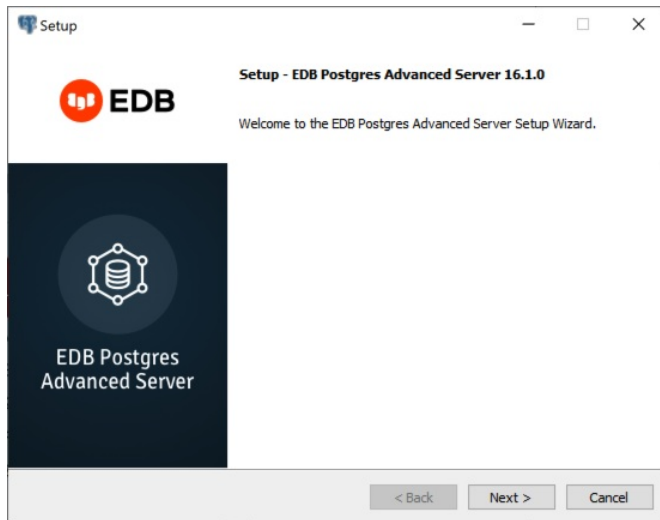 Setup
EDB
Setup - EDB Postgres Advanced Server 16.1.0
Welcome to the EDB Postgres Advanced Server Setup Wizard.
EDB Postgres
Advanced Server
< Back
Next >
Cancel